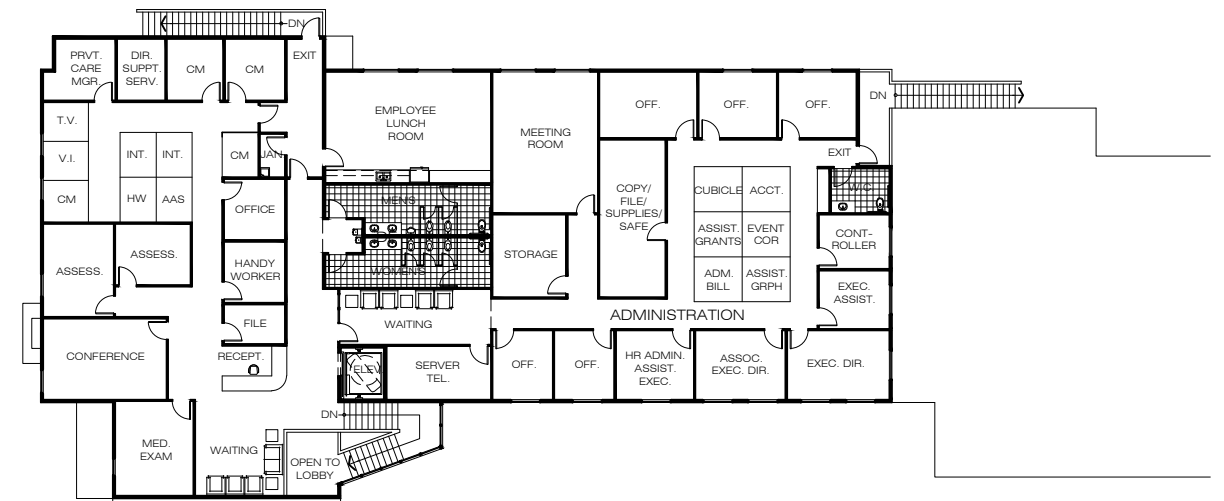 DN
EXIT
PRVT.
CARE
MGR.
DIR.
SUPPT.
SERV.
CM
CM
T.V.
V.I.
CM
INT.
INT.
HW
AAS
CM
JAN.
EMPLOYEE
LUNCH
ROOM
MEETING
ROOM
OFF.
OFF.
OFF.
DN
EXIT
W/C
COPY/
FILE/
SUPPLIES/
SAFE
CUBICLE
ACCT.
ASSIST.
GRANTS
EVENT
COR
ADM.
BILL
ASSIST.
GRPH
CONT-
ROLLER
EXEC.
ASSIST.
OFFICE
MEN'S
WOMEN'S
STORAGE
ASSESS.
ASSESS.
HANDY
WORKER
FILE
WAITING
ADMINISTRATION
CONFERENCE
RECEPT.
ELEV.
SERVER
TEL.
OFF.
OFF.
HR ADMIN.
ASSIST.
EXEC.
ASSOC.
EXEC. DIR.
EXEC. DIR.
DN
MED.
EXAM
WAITING
OPEN TO
LOBBY